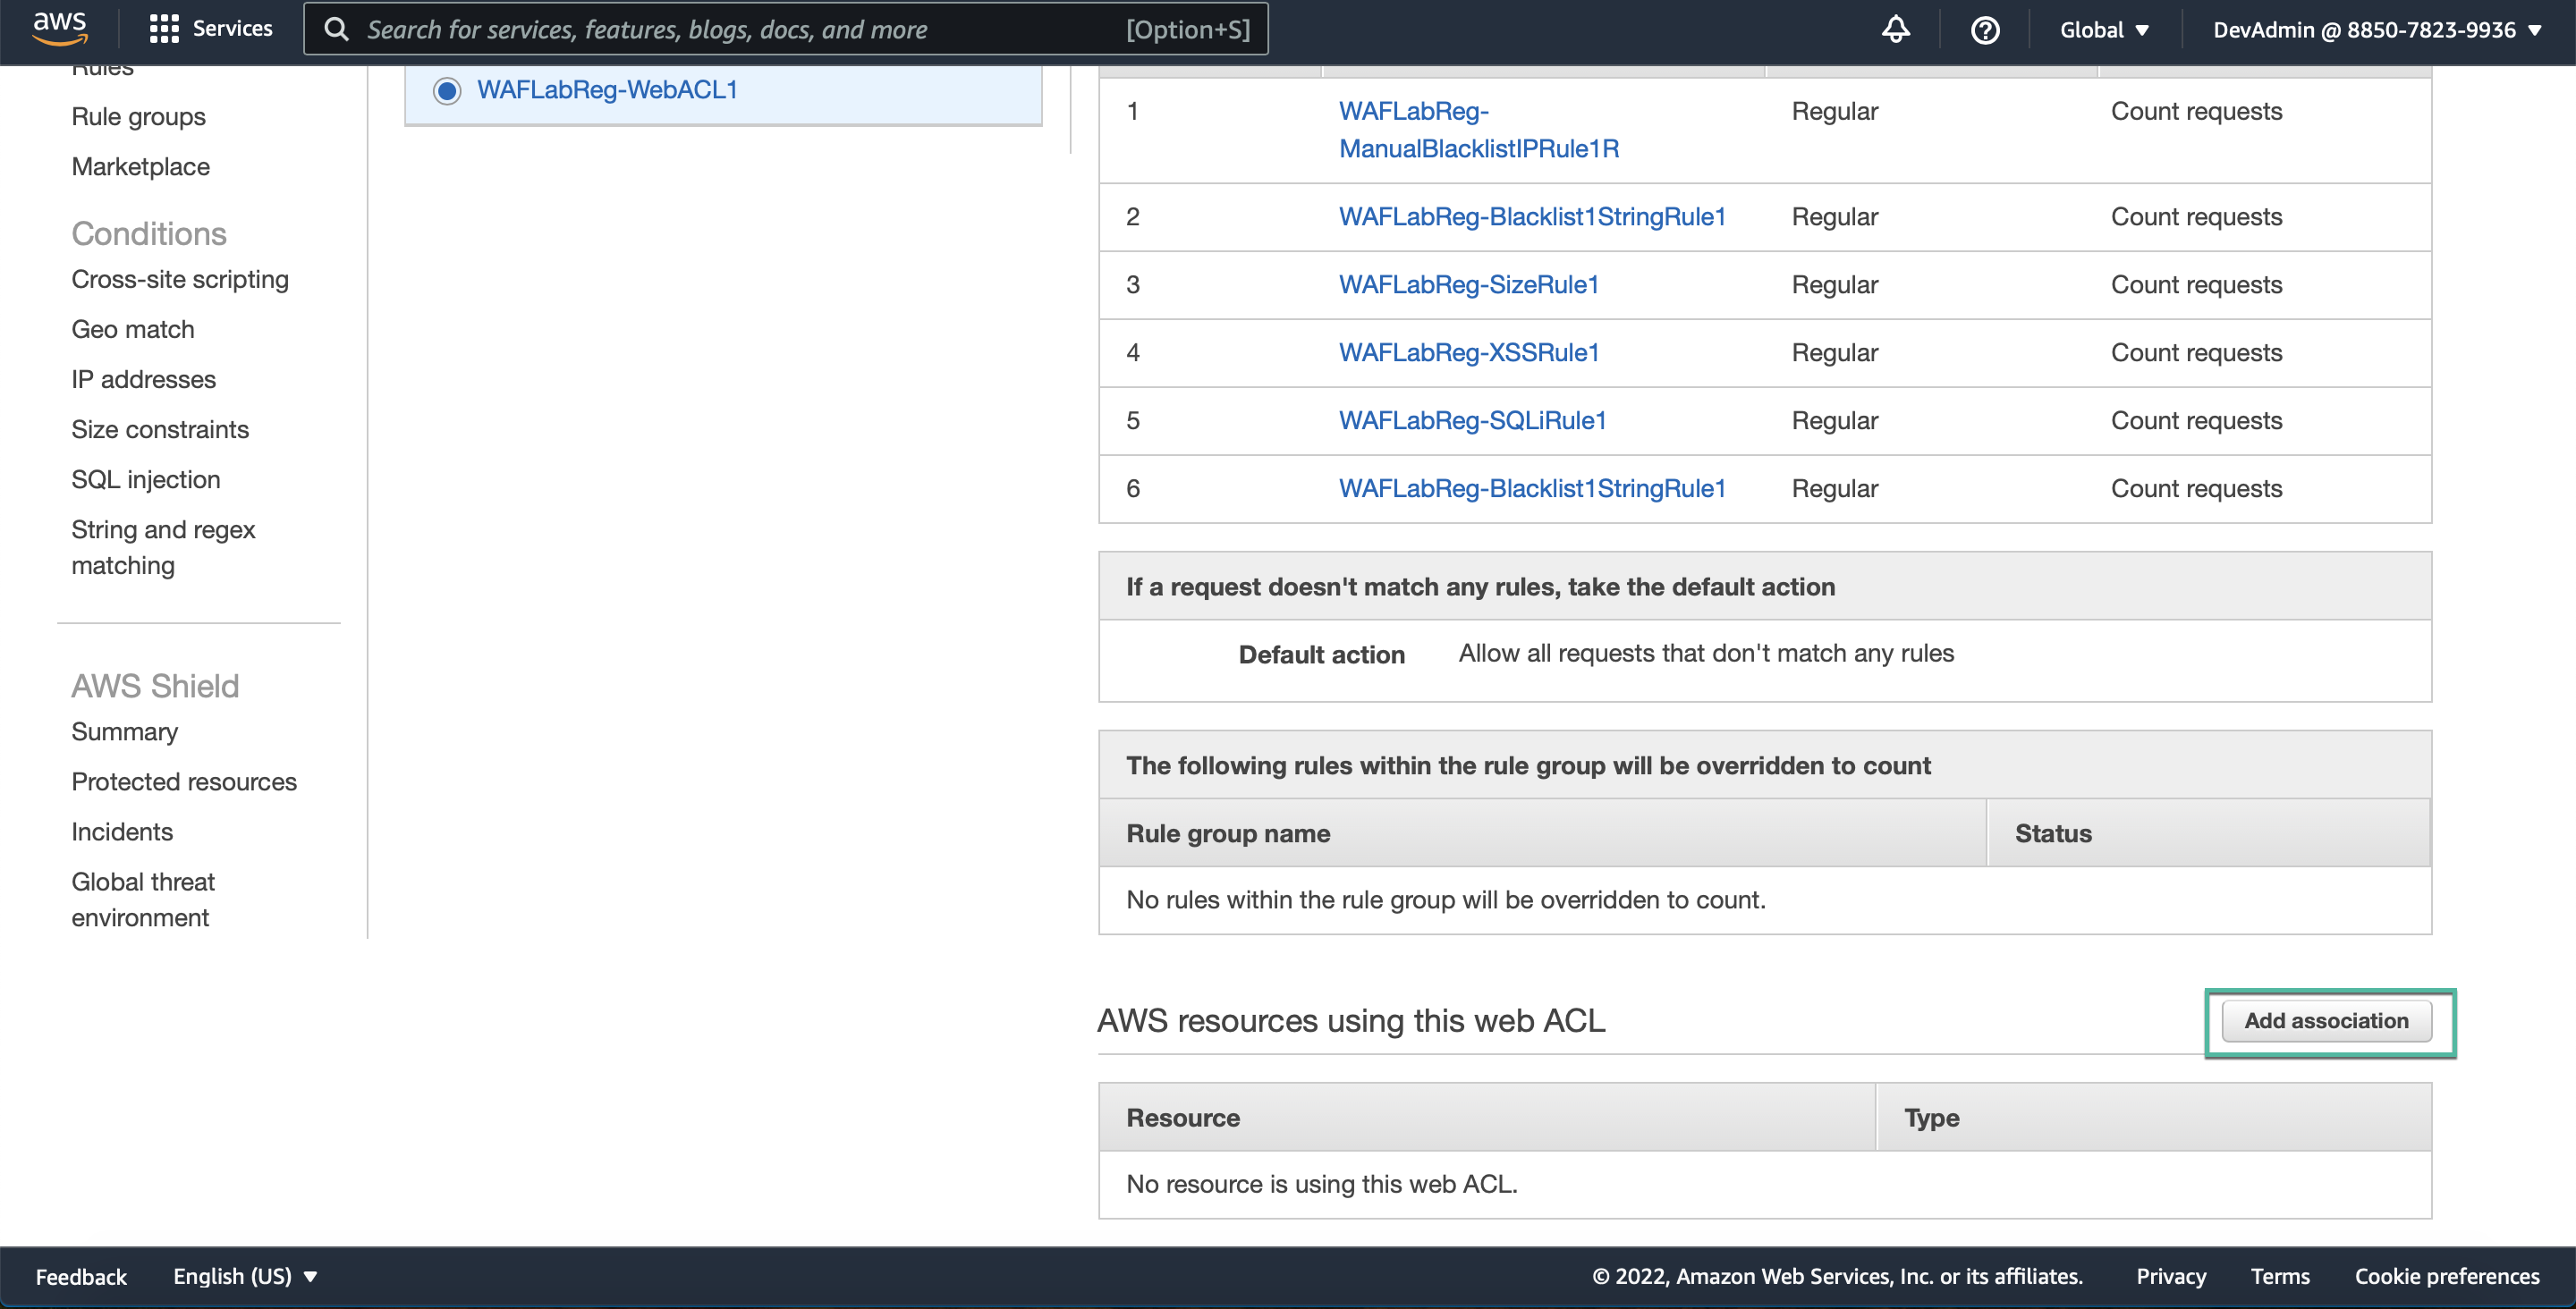 aws
Services
Search for services, features, blogs, docs, and more
[Option+S]
Global
DevAdmin @ 8850-7823-9936
Rules
Rule groups
Marketplace
Conditions
Cross-site scripting
Geo match
IP addresses
Size constraints
SQL injection
String and regex
matching
AWS Shield
Summary
Protected resources
Incidents
Global threat
environment
WAFLabReg-WebACL1
1 WAFLabReg- Regular Count requests
ManualBlacklistIPRule1R
2 WAFLabReg-Blacklist1StringRule1 Regular Count requests
3 WAFLabReg-SizeRule1 Regular Count requests
4 WAFLabReg-XSSRule1 Regular Count requests
5 WAFLabReg-SQLiRule1 Regular Count requests
6 WAFLabReg-Blacklist1StringRule1 Regular Count requests
If a request doesn't match any rules, take the default action
Default action Allow all requests that don't match any rules
The following rules within the rule group will be overridden to count
Rule group name Status
No rules within the rule group will be overridden to count.
AWS resources using this web ACL
Add association
Resource Type
No resource is using this web ACL.
Feedback
English (US)
© 2022, Amazon Web Services, Inc. or its affiliates.
Privacy
Terms
Cookie preferences